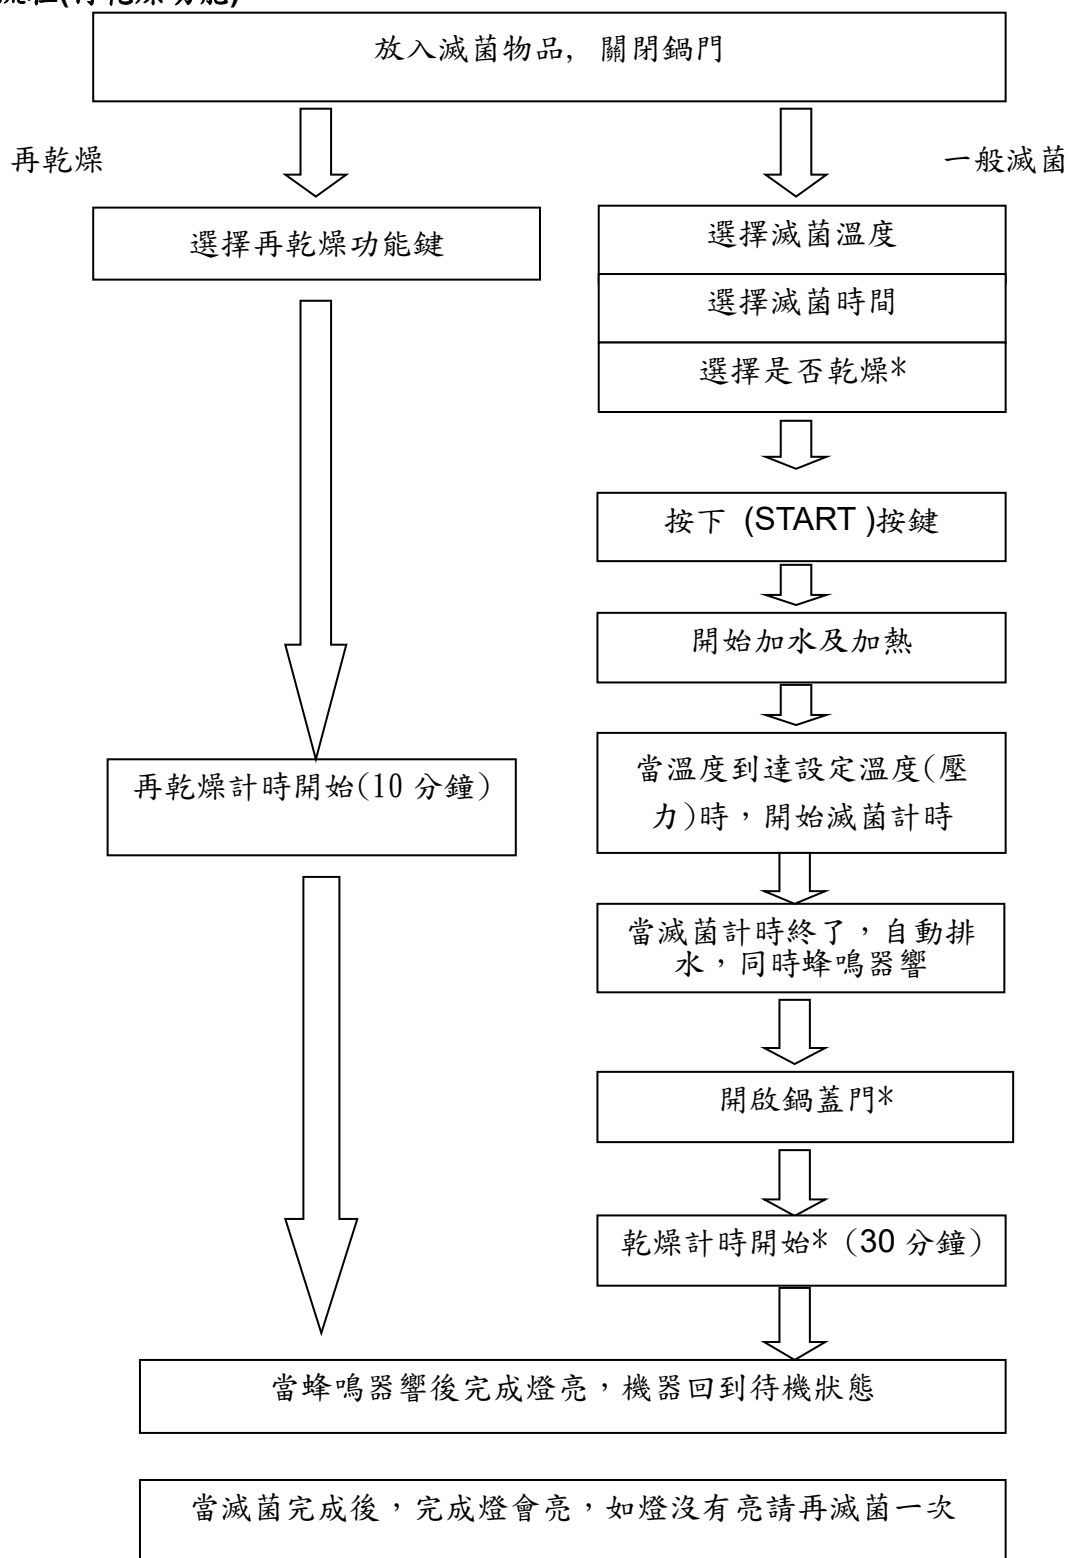 放入滅菌物品, 關閉鍋門
再乾燥
一般滅菌
選擇再乾燥功能鍵
選擇滅菌溫度
選擇滅菌時間
選擇是否乾燥*
按下 (START )按鍵
開始加水及加熱
再乾燥計時開始(10 分鐘)
當溫度到達設定溫度(壓
力)時，開始滅菌計時
當滅菌計時終了，自動排
水，同時蜂鳴器響
開啟鍋蓋門*
乾燥計時開始*（30 分鐘）
當蜂鳴器響後完成燈亮，機器回到待機狀態
當滅菌完成後，完成燈會亮，如燈沒有亮請再滅菌一次